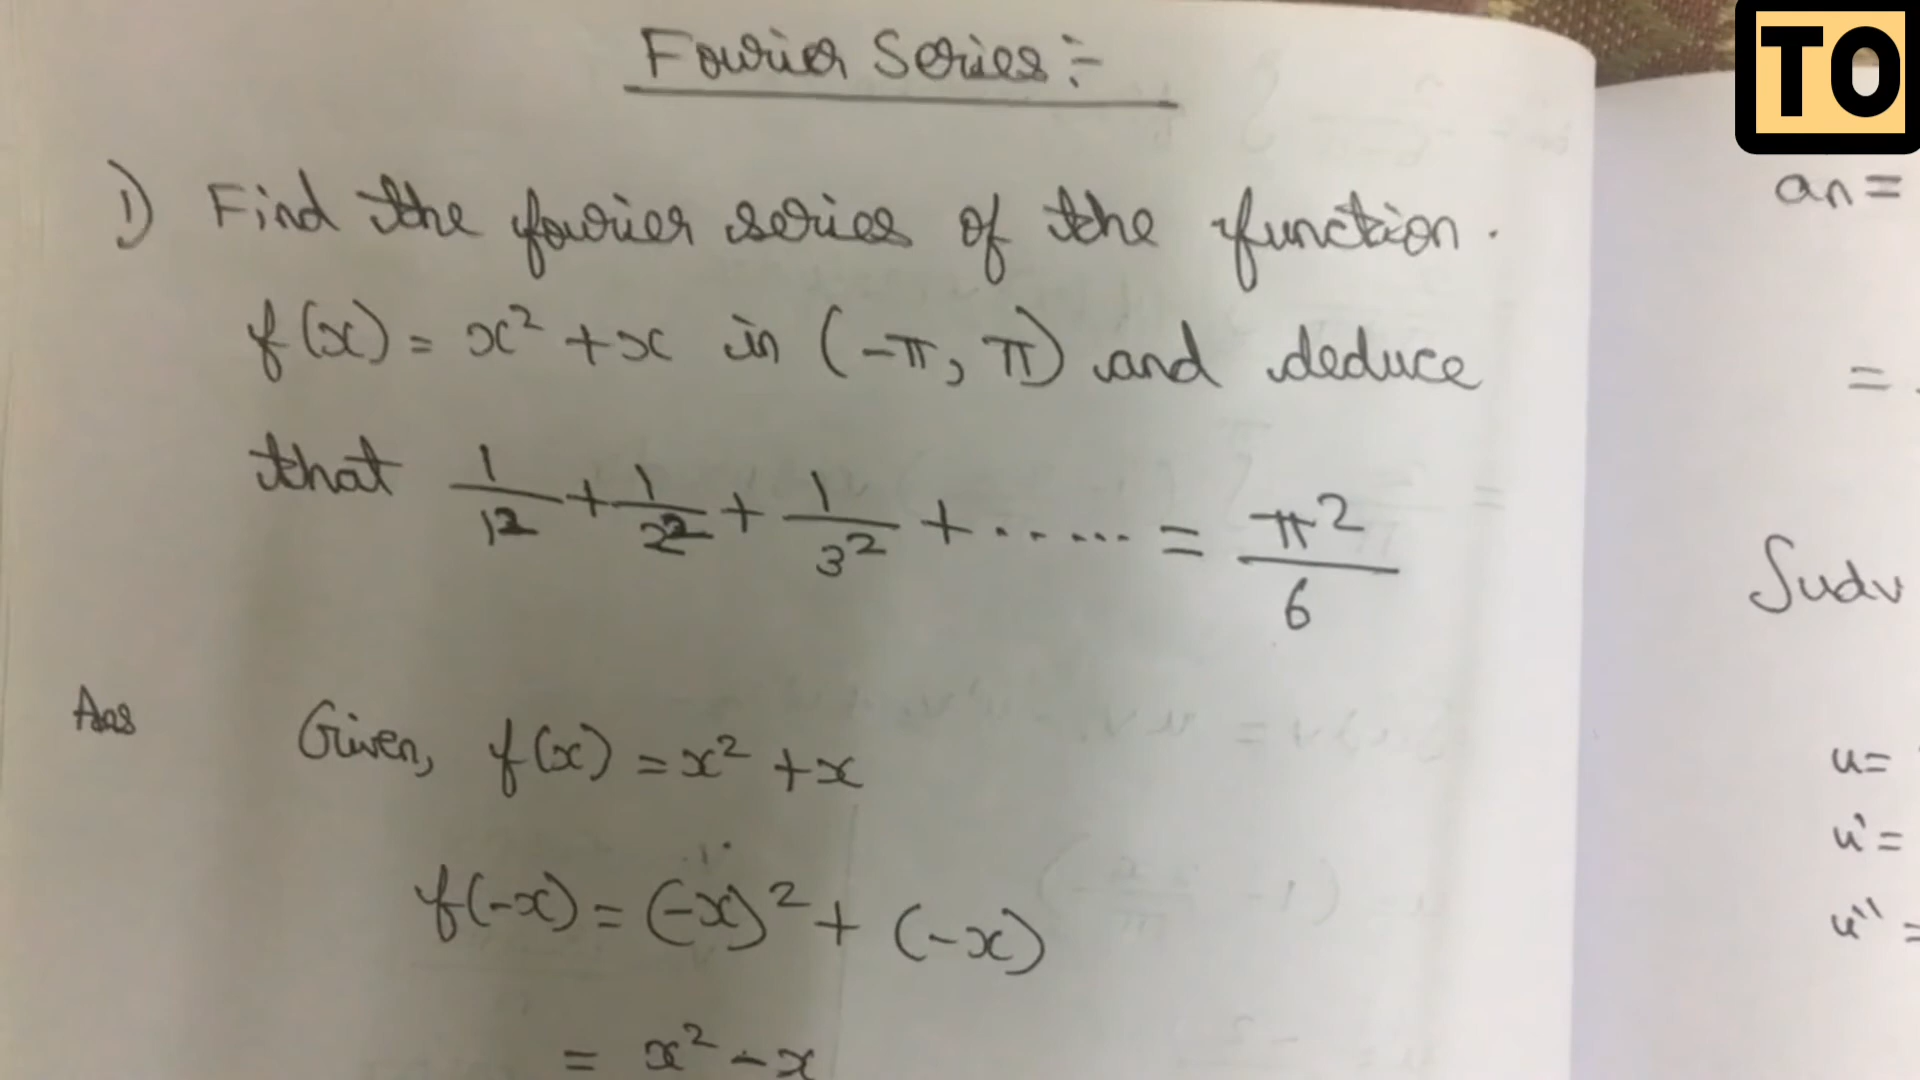 Fourier Series :-
1) Find the fourier series of the function.
f(x) = x² + x in (-π, π) and deduce
that 1/1² + 1/2² + 1/3² + ...... = π²/6
Ans Given, f(x) = x² + x
f(-x) = (-x)² + (-x)
= x² - x
TO
an =
=
∫udv
u=
u'=
u''=